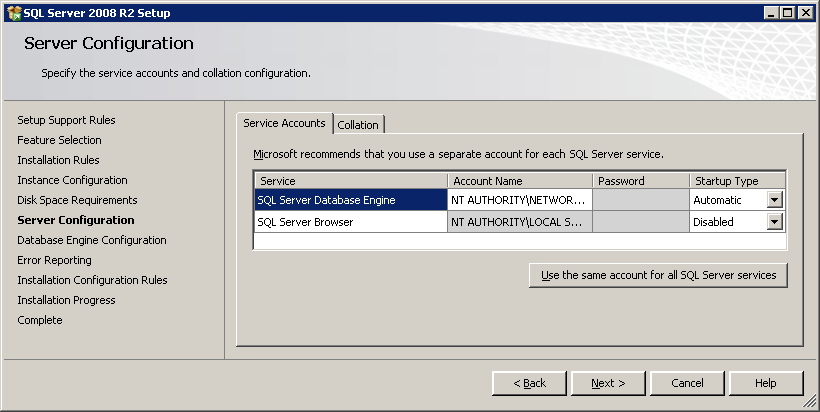 SQL Server 2008 R2 Setup
Server Configuration
Specify the service accounts and collation configuration.
Setup Support Rules
Feature Selection
Installation Rules
Instance Configuration
Disk Space Requirements
Server Configuration
Database Engine Configuration
Error Reporting
Installation Configuration Rules
Installation Progress
Complete
Service Accounts Collation
Microsoft recommends that you use a separate account for each SQL Server service.
Service Account Name Password Startup Type
SQL Server Database Engine NT AUTHORITY\NETWOR... Automatic
SQL Server Browser NT AUTHORITY\LOCAL S... Disabled
Use the same account for all SQL Server services
< Back Next > Cancel Help